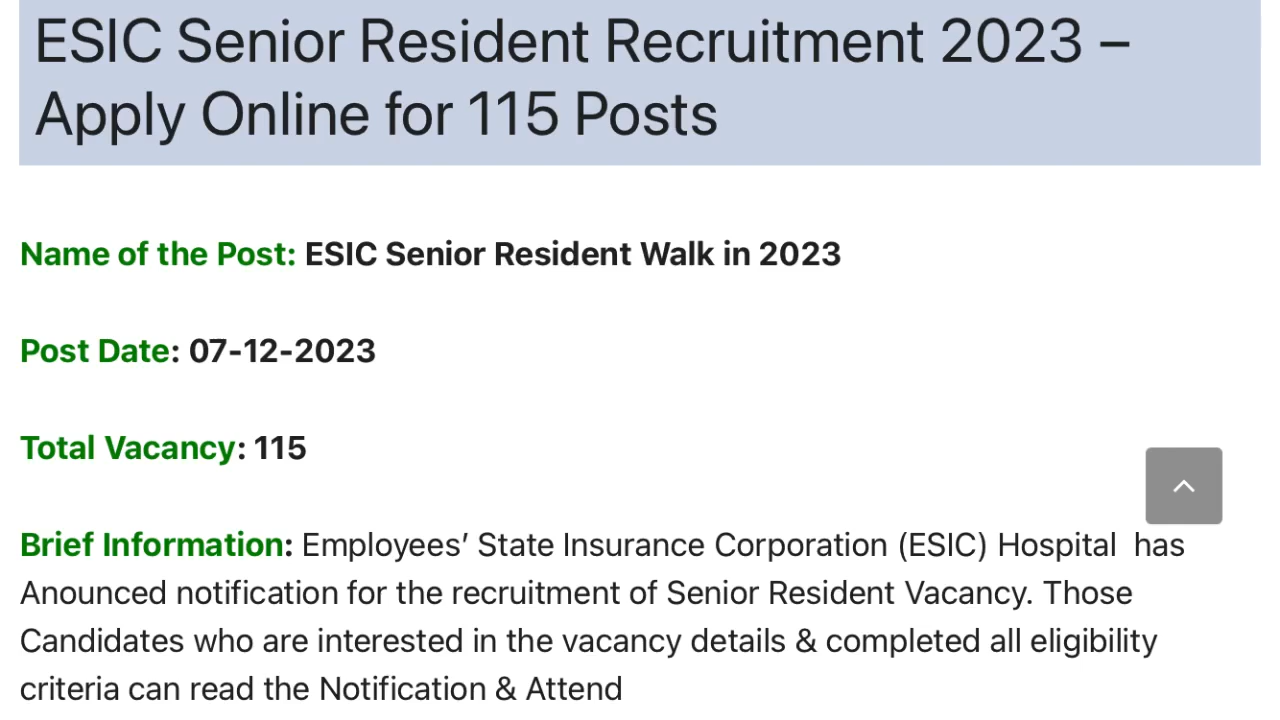 ESIC Senior Resident Recruitment 2023 –
Apply Online for 115 Posts
Name of the Post: ESIC Senior Resident Walk in 2023
Post Date: 07-12-2023
Total Vacancy: 115
Brief Information: Employees’ State Insurance Corporation (ESIC) Hospital  has
Anounced notification for the recruitment of Senior Resident Vacancy. Those
Candidates who are interested in the vacancy details & completed all eligibility
criteria can read the Notification & Attend